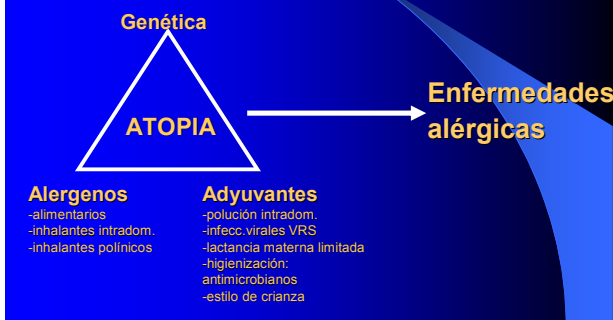 Genética
ATOPIA
Enfermedades
alérgicas
Alergenos
-alimentarios
-inhalantes intradom.
-inhalantes polínicos
Adyuvantes
-polución intradom.
-infecc.virales VRS
-lactancia materna limitada
-higienización:
antimicrobianos
-estilo de crianza